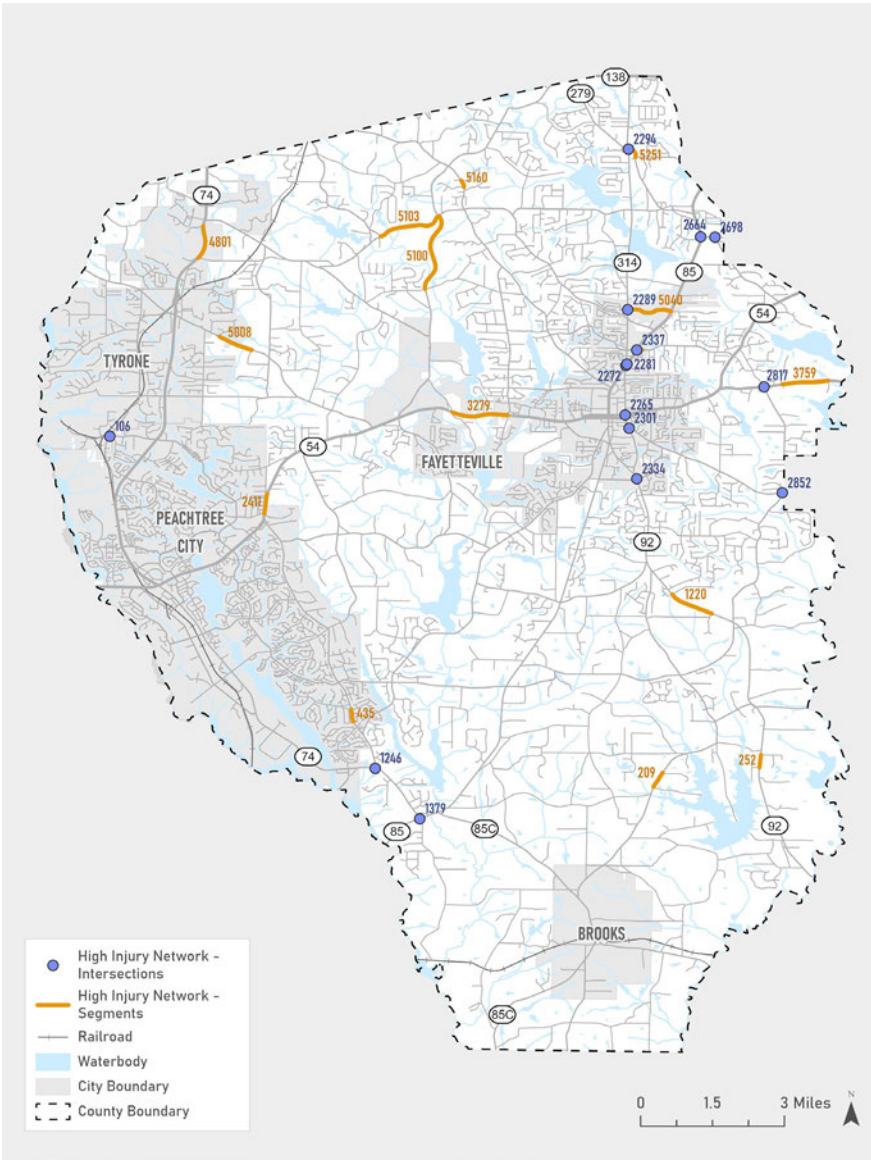 138
279
2294
5251
5160
74
5103
2664
2698
4801
5100
314
85
2289
5040
54
5008
2337
TYRONE
2281
2272
2817
3759
3279
2265
106
2301
54
FAYETTEVILLE
2334
2411
2852
PEACHTREE
CITY
92
1220
435
74
1246
209
252
1379
85
85C
92
BROOKS
85C
High Injury Network -
Intersections
High Injury Network -
Segments
Railroad
Waterbody
City Boundary
County Boundary
0 1.5 3 Miles
N